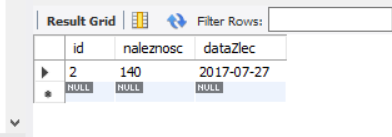 Result Grid Filter Rows:
id naleznosc dataZlec
2 140 2017-07-27
NULL NULL NULL